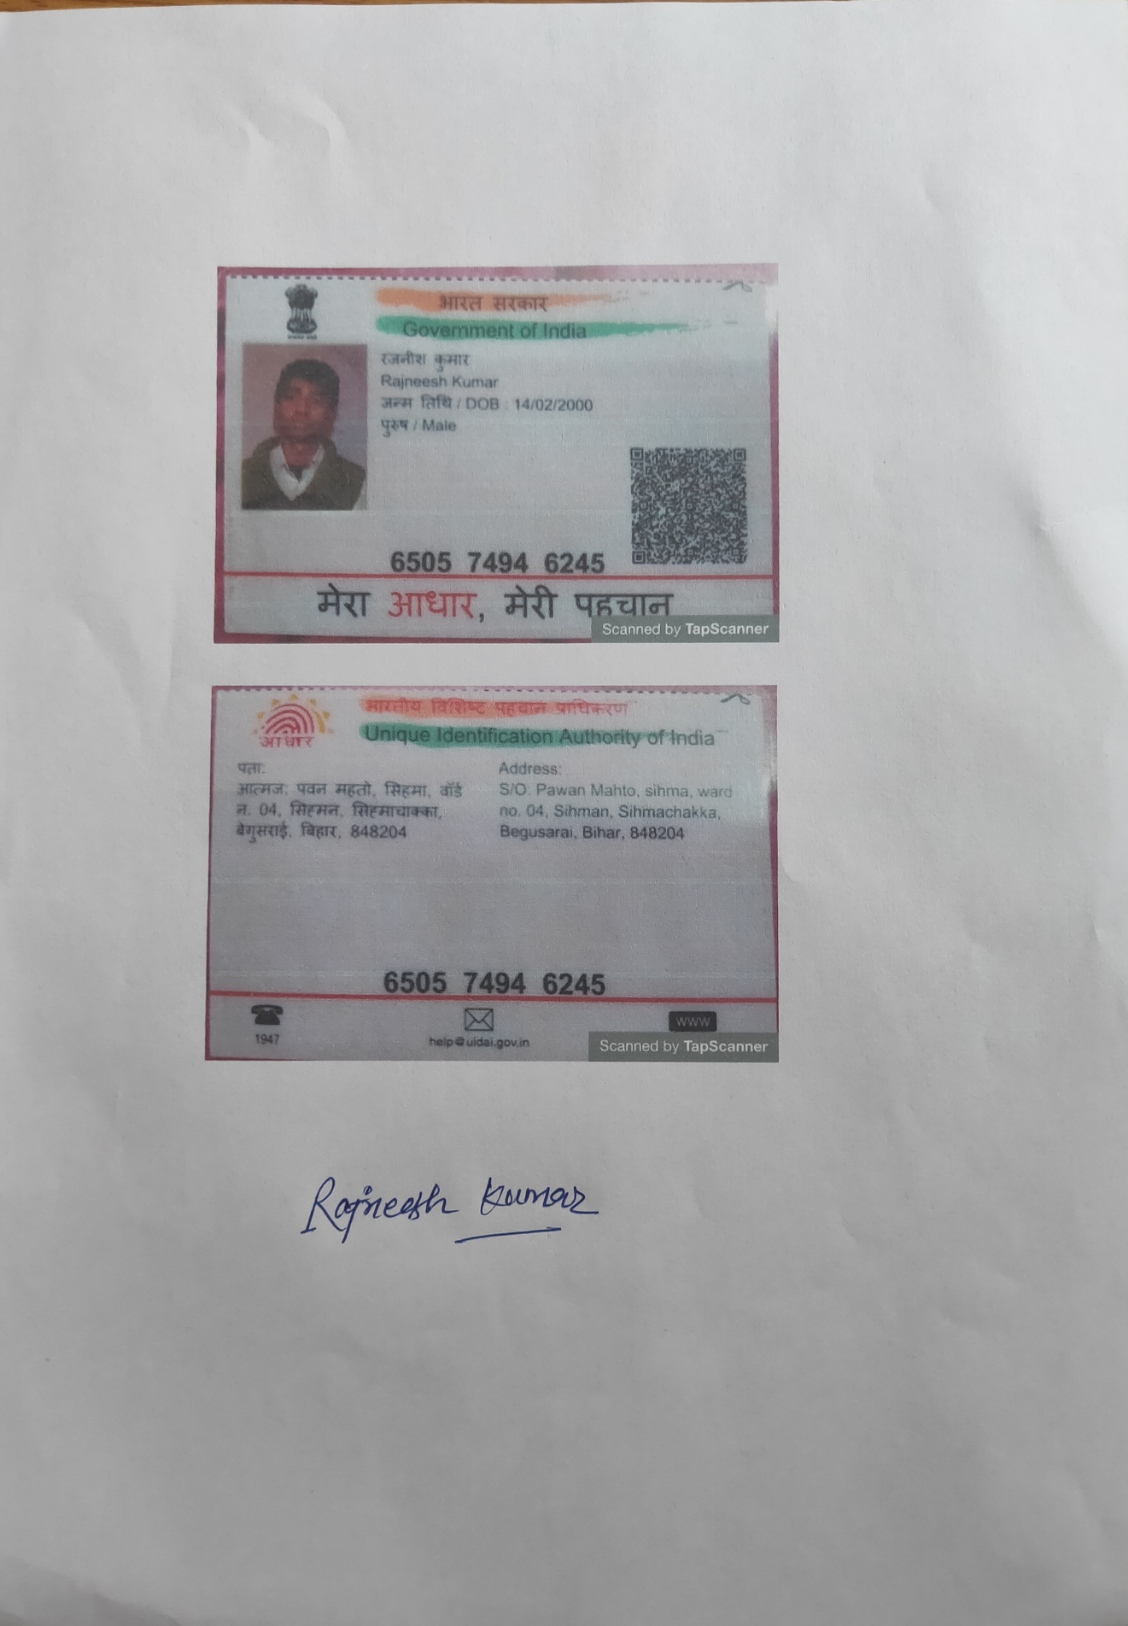 भारत सरकार
Government of India
रजनीश कुमार
Rajneesh Kumar
जन्म तिथि / DOB : 14/02/2000
पुरुष / Male
6505 7494 6245
मेरा आधार, मेरी पहचान
Scanned by TapScanner
भारतीय विशिष्ट पहचान प्राधिकरण
आधार
Unique Identification Authority of India
पता:
आत्मज: पवन महतो, सिहमा, वॉर्ड
न. 04, सिहमन, सिहमाचाक्का,
बेगुसराई, बिहार, 848204
Address:
S/O: Pawan Mahto, sihma, ward
no. 04, Sihman, Sihmachakka,
Begusarai, Bihar, 848204
6505 7494 6245
1947
help@uidai.gov.in
WWW
Scanned by TapScanner
Rajneesh Kumar